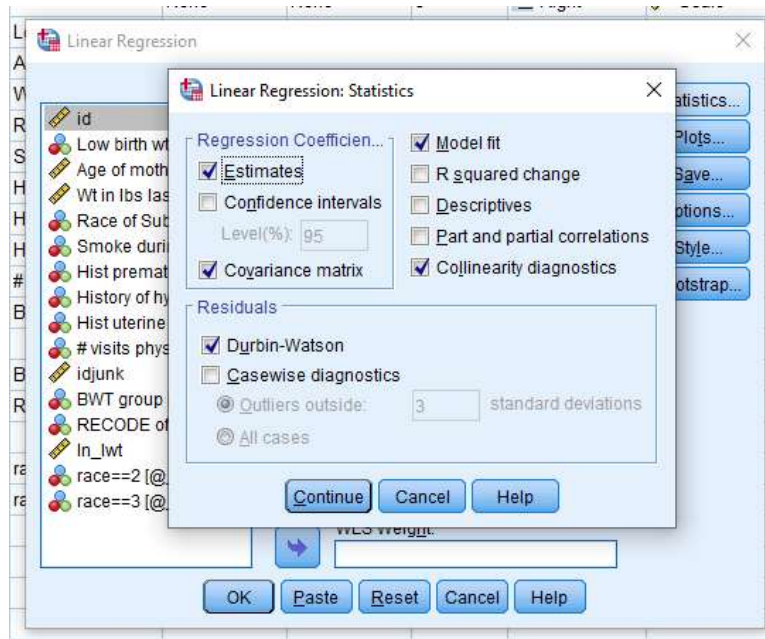 Linear Regression
Linear Regression: Statistics
id
Low birth wt
Age of moth
Wt in lbs las
Race of Sub
Smoke duri
Hist premat
History of hy
Hist uterine
# visits phys
idjunk
BWT group
RECODE of
ln_lwt
race==2 [@_
race==3 [@_
Regression Coefficien...
Estimates
Confidence intervals
Level(%): 95
Covariance matrix
Model fit
R squared change
Descriptives
Part and partial correlations
Collinearity diagnostics
Residuals
Durbin-Watson
Casewise diagnostics
Outliers outside: 3 standard deviations
All cases
Continue Cancel Help
atistics...
Plots...
Save...
ptions...
Style...
otstrap...
WLS Weight:
OK Paste Reset Cancel Help